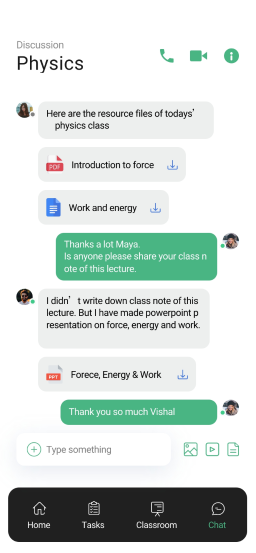 Discussion
Physics
Here are the resource files of todays'
physics class
PDF
Introduction to force
Work and energy
Thanks a lot Maya.
Is anyone please share your class n
ote of this lecture.
I didn' t write down class note of this
lecture. But I have made powerpoint p
resentation on force, energy and work.
PPT
Forece, Energy & Work
Thank you so much Vishal
Type something
Home
Tasks
Classroom
Chat